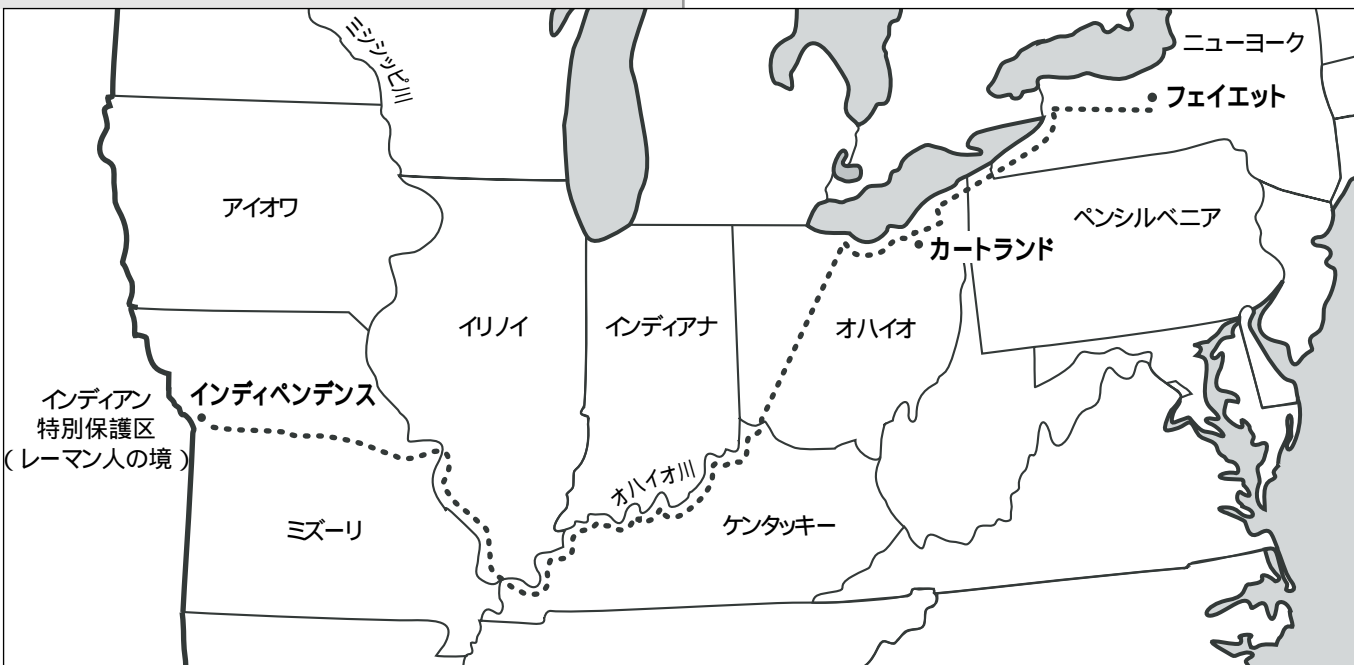 ミシシッピ川
ニューヨーク
フェイエット
アイオワ
ペンシルベニア
カートランド
イリノイ
インディアナ
オハイオ
インディペンデンス
インディアン
特別保護区
(レーマン人の境)
オハイオ川
ケンタッキー
ミズーリ